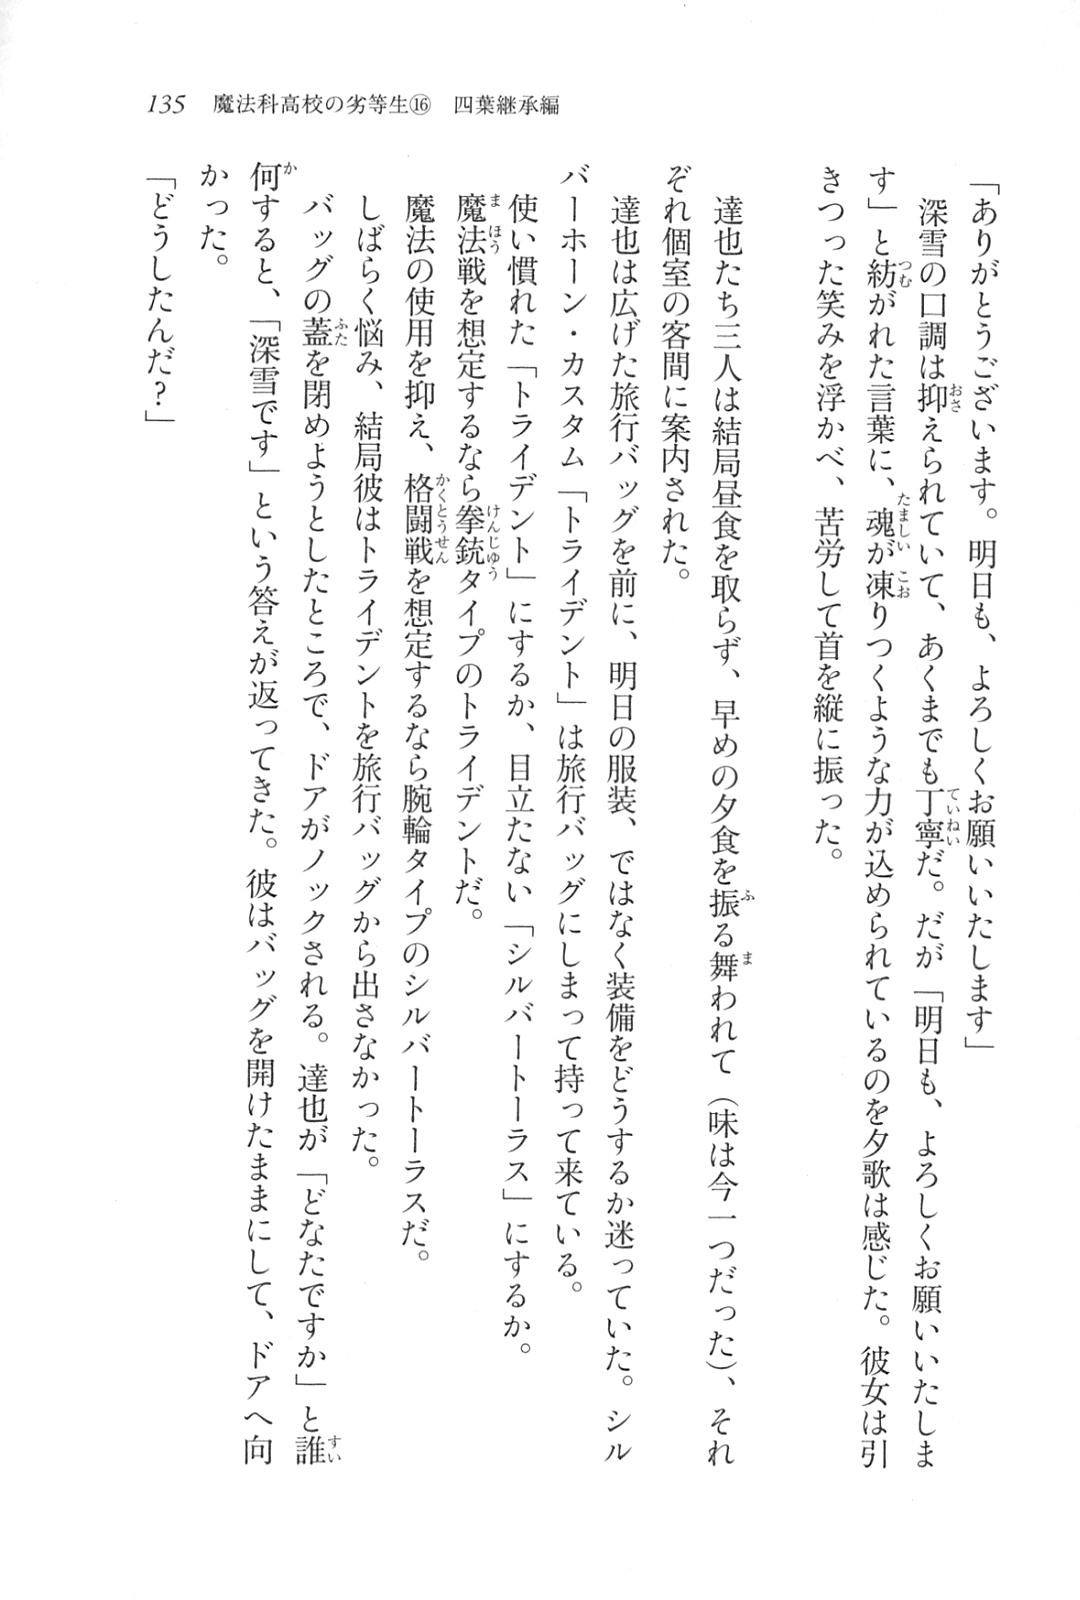 135　魔法科高校の劣等生⑯　四葉継承編
「ありがとうございます。明日も、よろしくお願いいたします」
　深雪の口調は抑えられていて、あくまでも丁寧だ。だが「明日も、よろしくお願いいたしま
す」と紡がれた言葉に、魂が凍りつくような力が込められているのを夕歌は感じた。彼女は引
きつった笑みを浮かべ、苦労して首を縦に振った。
　達也たち三人は結局昼食を取らず、早めの夕食を振る舞われて（味は今一つだった）、それ
ぞれ個室の客間に案内された。
　達也は広げた旅行バッグを前に、明日の服装、ではなく装備をどうするか迷っていた。シル
バーホーン・カスタム「トライデント」は旅行バッグにしまって持って来ている。
　使い慣れた「トライデント」にするか、目立たない「シルバートーラス」にするか。
　魔法戦を想定するなら拳銃タイプのトライデントだ。
　魔法の使用を抑え、格闘戦を想定するなら腕輪タイプのシルバートーラスだ。
　しばらく悩み、結局彼はトライデントを旅行バッグから出さなかった。
　バッグの蓋を閉めようとしたところで、ドアがノックされる。達也が「どなたですか」と誰
何すると、「深雪です」という答えが返ってきた。彼はバッグを開けたままにして、ドアへ向
かった。
「どうしたんだ？」